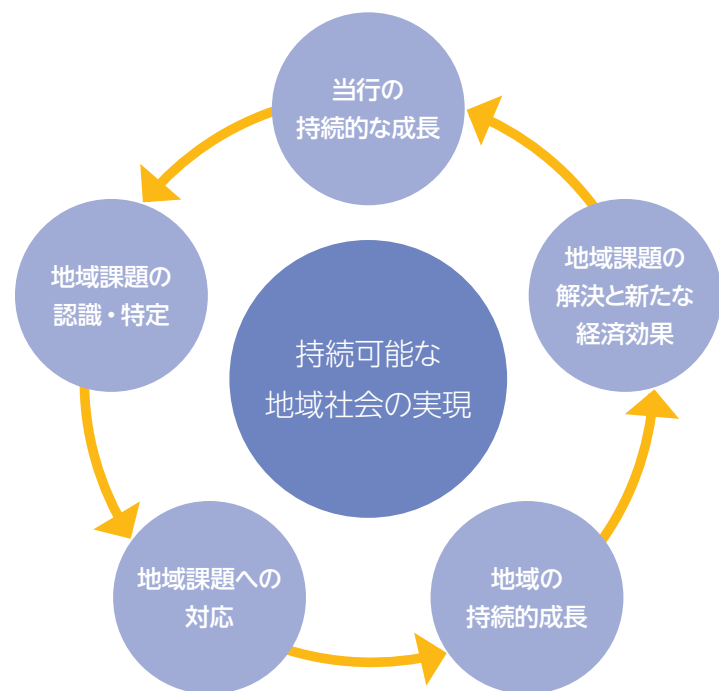 当行の
持続的な成長
地域課題の
認識・特定
地域課題の
解決と新たな
経済効果
持続可能な
地域社会の実現
地域課題への
対応
地域の
持続的成長